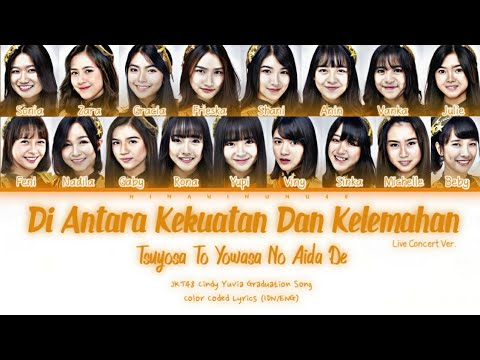 Sonia Zara Gracia Frieska Shani Anin Vanka Julie
Feni Nadila Gaby Rona Yupi Viny Sinka Michelle Beby
HINAWIHUNU48
Di Antara Kekuatan Dan Kelemahan
Live Concert Ver.
Tsuyosa To Yowasa No Aida De
JKT48 Cindy Yuvia Graduation Song
Color Coded Lyrics (IDN/ENG)